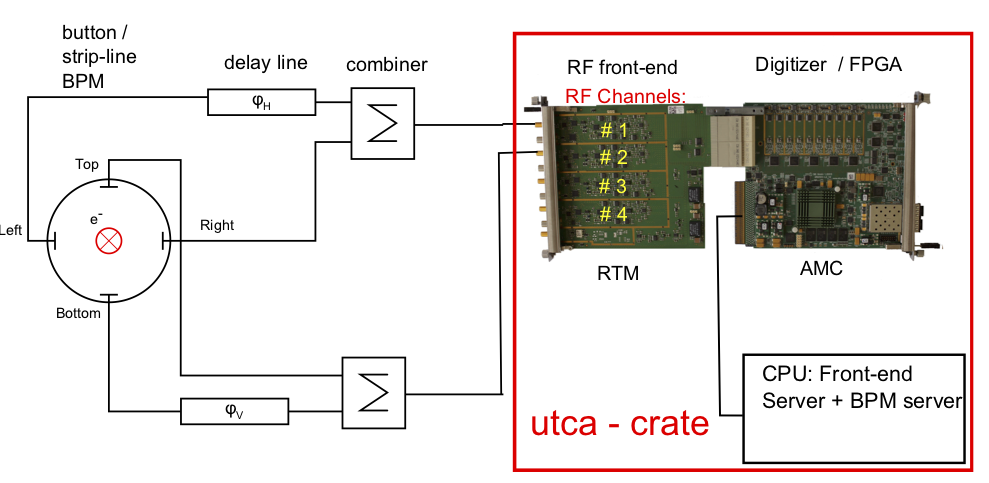 button /
strip-line
BPM
delay line
combiner
RF front-end
Digitizer / FPGA
RF Channels:
φH
Σ
# 1
# 2
# 3
# 4
Top
e-
Left
Right
Bottom
RTM
AMC
Σ
φV
CPU: Front-end
Server + BPM server
utca - crate